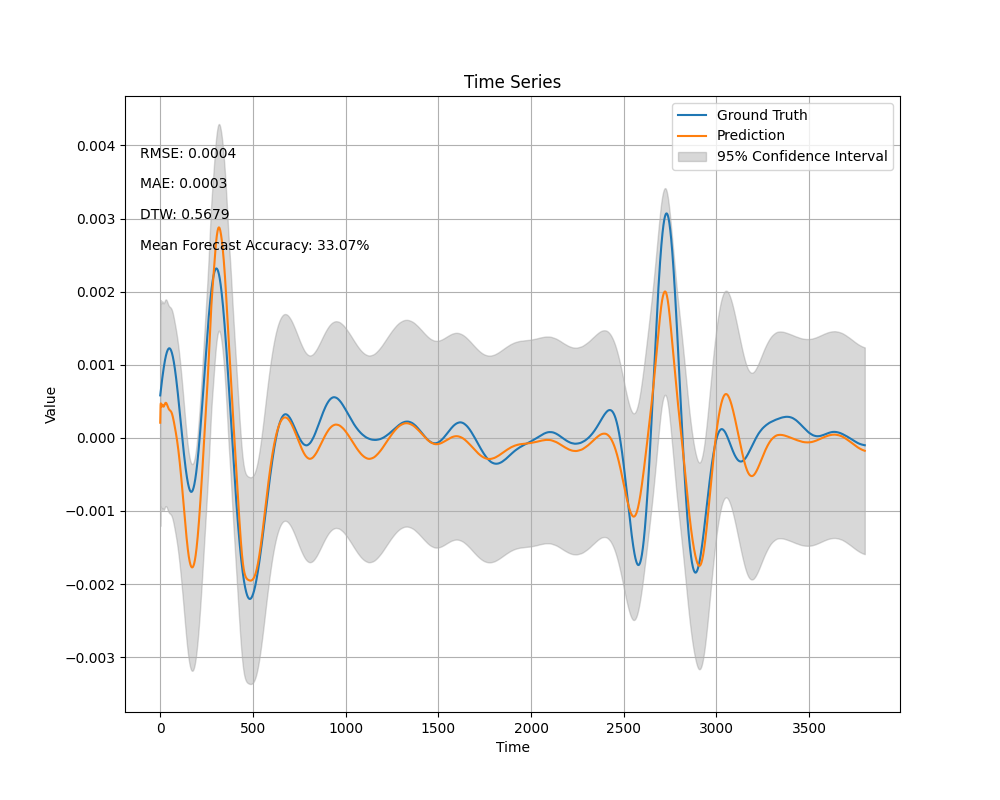 Time Series
Ground Truth
Prediction
95% Confidence Interval
RMSE: 0.0004
MAE: 0.0003
DTW: 0.5679
Mean Forecast Accuracy: 33.07%
Value
0.004
0.003
0.002
0.001
0.000
−0.001
−0.002
−0.003
0 500 1000 1500 2000 2500 3000 3500
Time